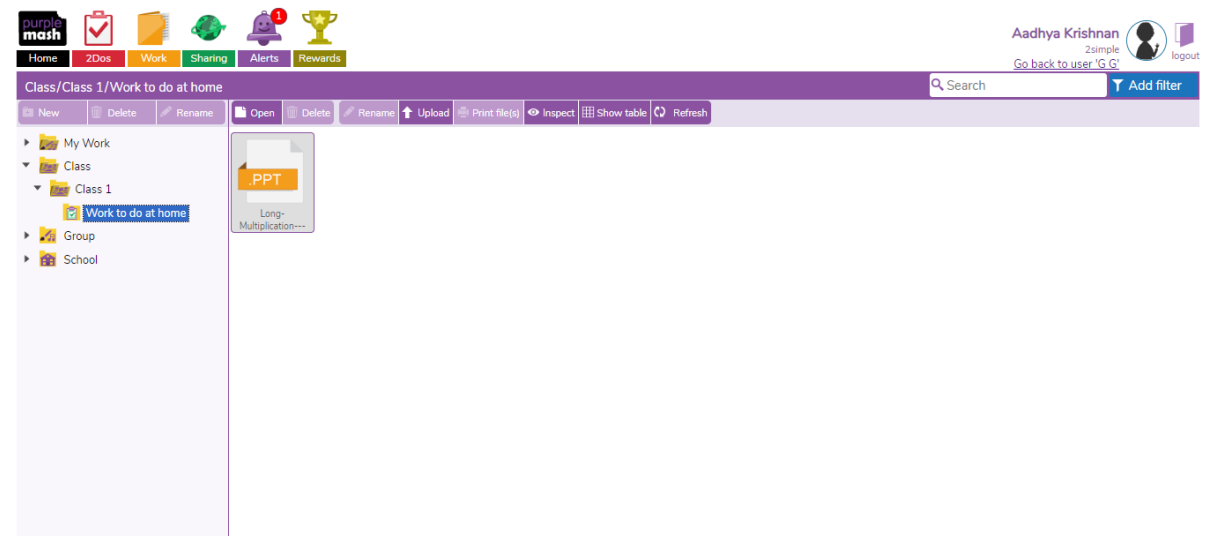 purple
mash
1
Home
2Dos
Work
Sharing
Alerts
Rewards
Aadhya Krishnan
2simple
Go back to user 'G G'
logout
Class/Class 1/Work to do at home
Search
Add filter
New
Delete
Rename
Open
Delete
Rename
Upload
Print file(s)
Inspect
Show table
Refresh
My Work
Class
Class 1
Work to do at home
Group
School
.PPT
Long-
Multiplication---